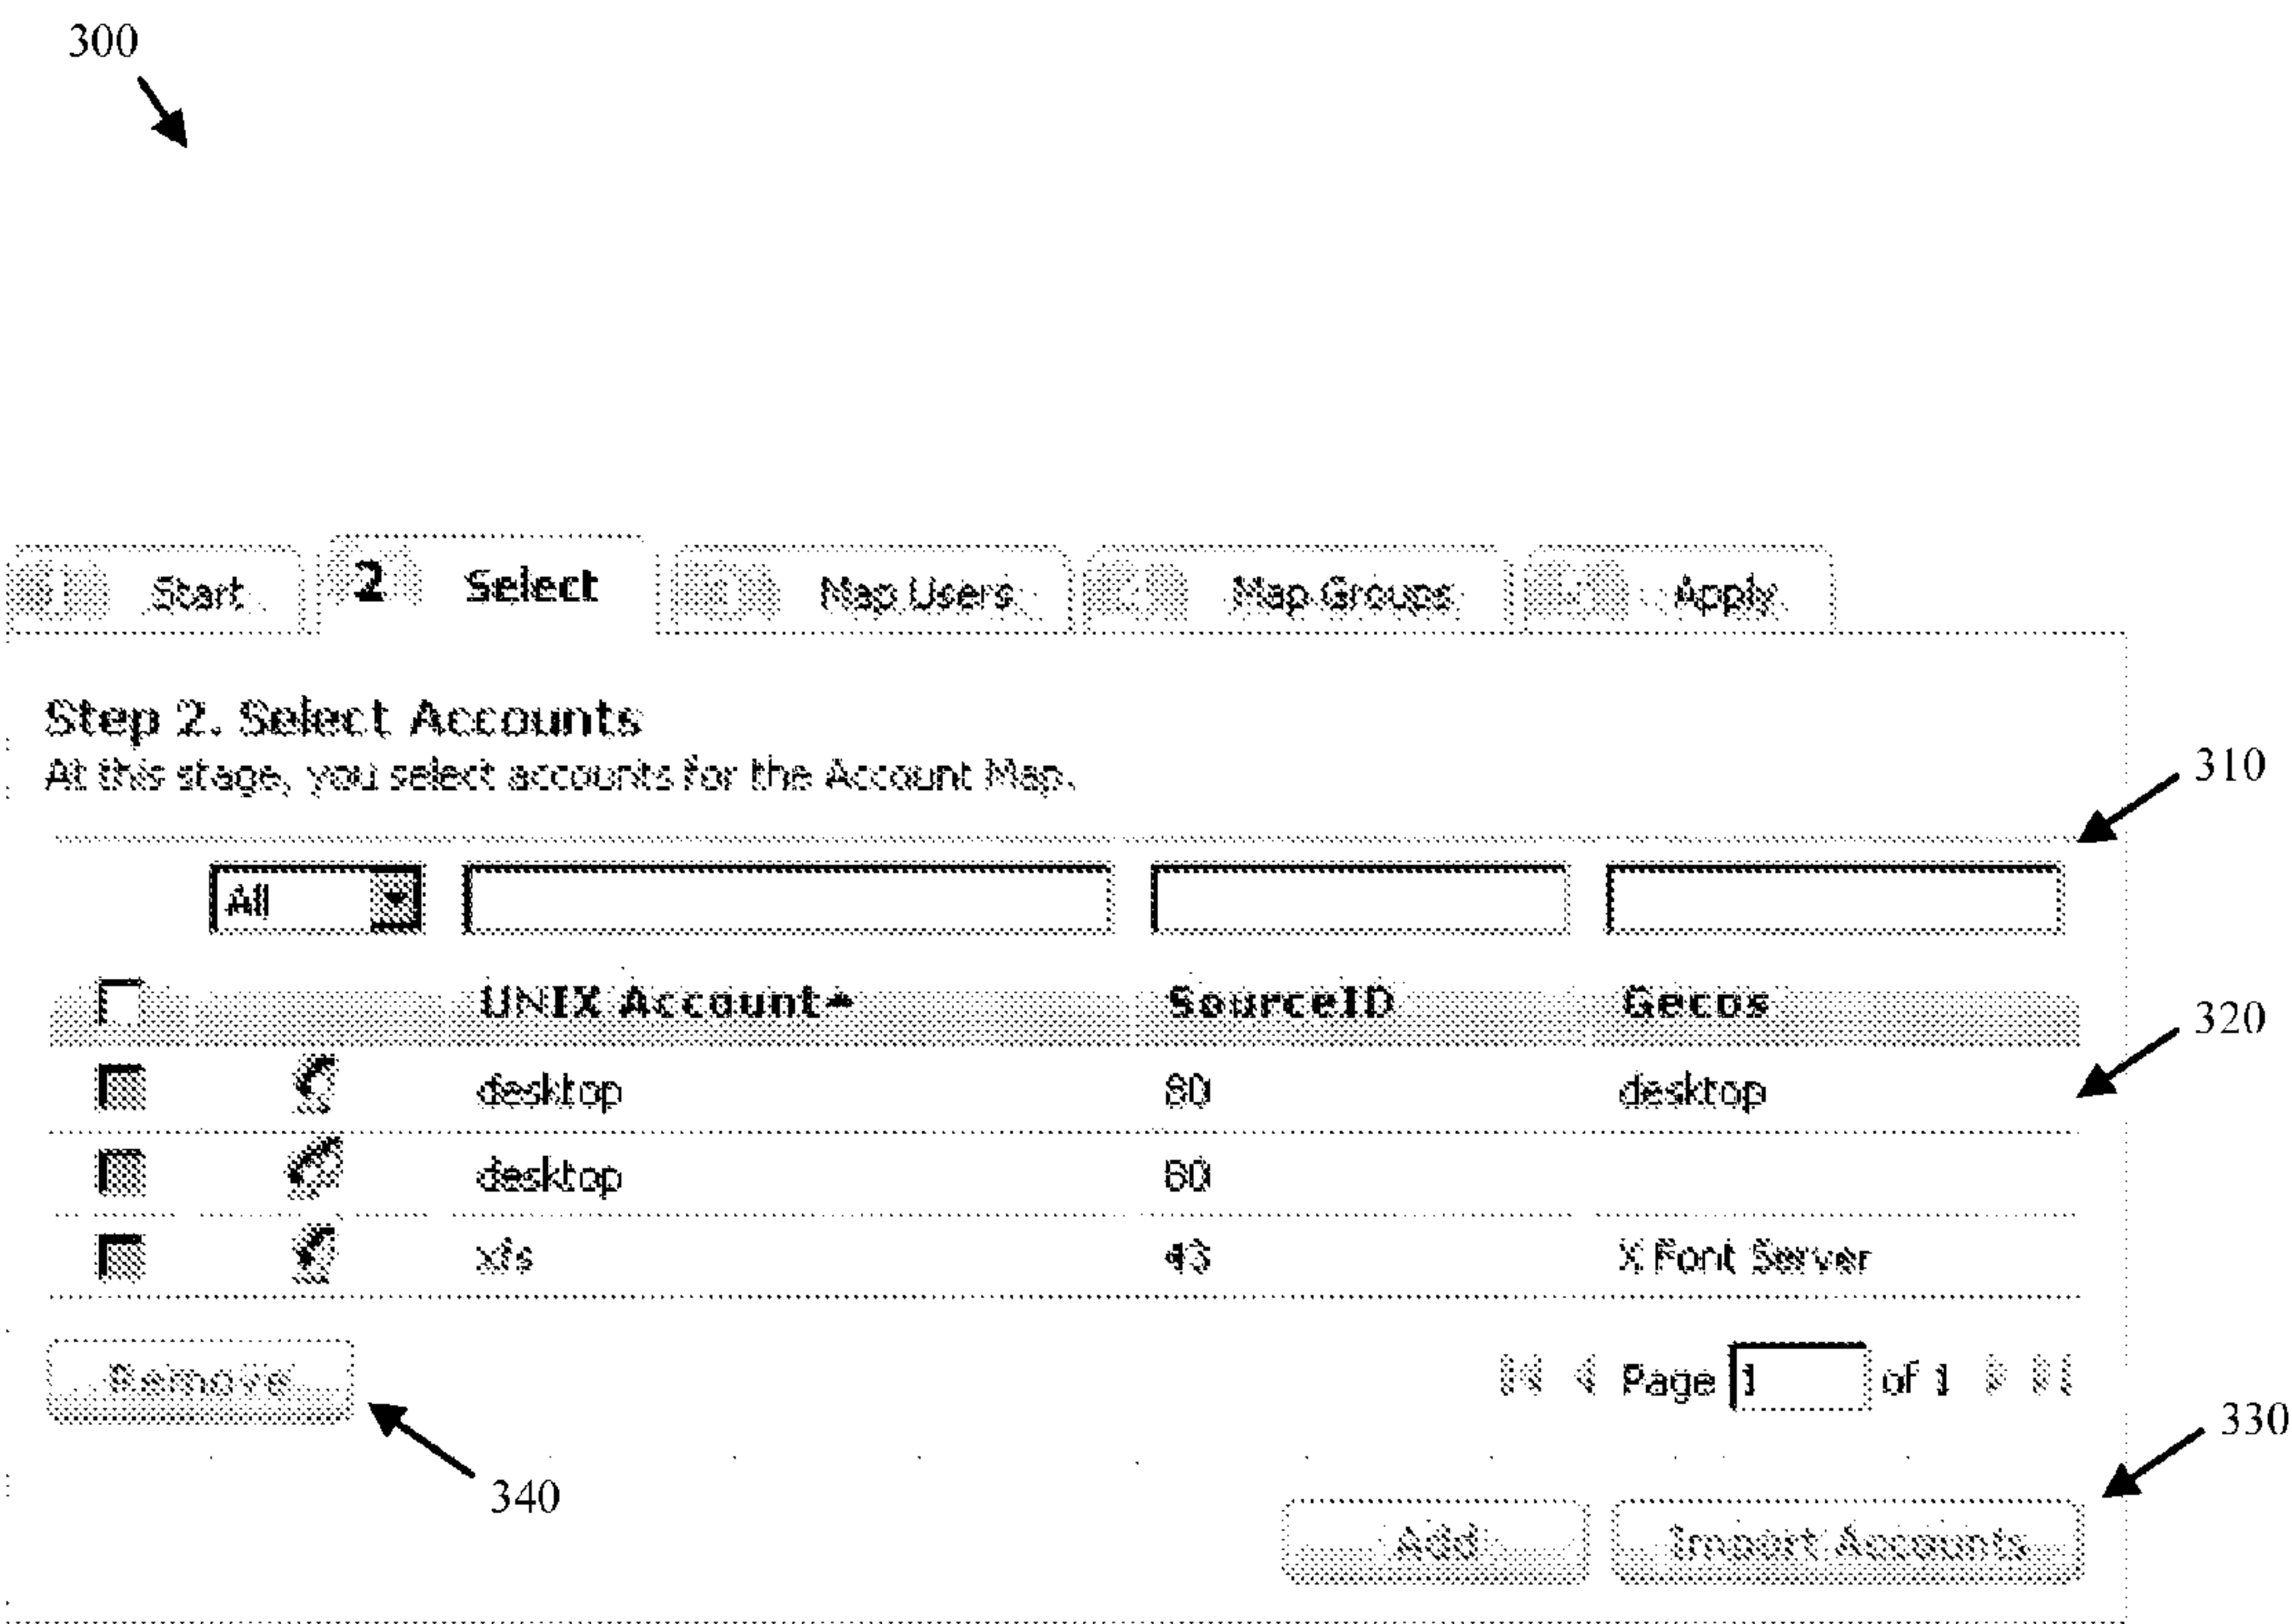 300
Start 2 Select Map Users Map Groups Apply
Step 2. Select Accounts
At this stage, you select accounts for the Account Map.
310
All
UNIX Account SourceID Gecos
320
desktop 80 desktop
desktop 80
xfs 43 X Font Server
Remove Page 1 of 1
330
340
Add Import Accounts